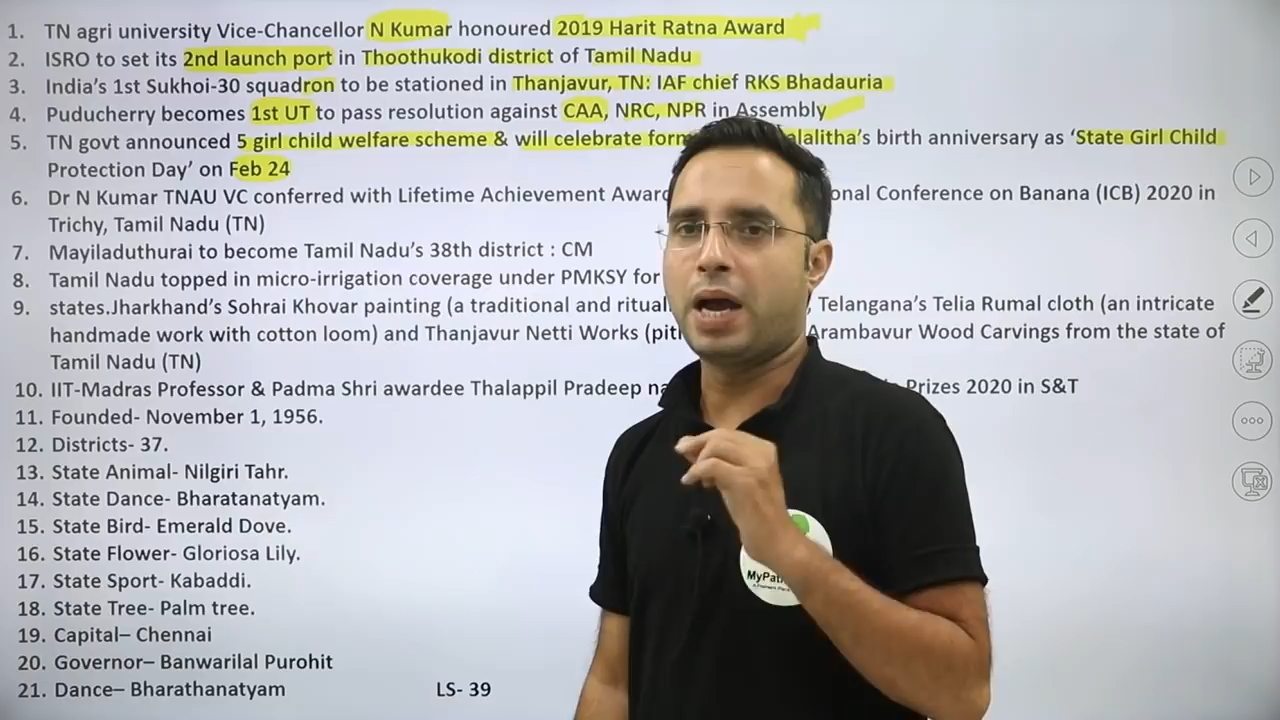 1. TN agri university Vice-Chancellor N Kumar honoured 2019 Harit Ratna Award
2. ISRO to set its 2nd launch port in Thoothukodi district of Tamil Nadu
3. India's 1st Sukhoi-30 squadron to be stationed in Thanjavur, TN: IAF chief RKS Bhadauria
4. Puducherry becomes 1st UT to pass resolution against CAA, NRC, NPR in Assembly
5. TN govt announced 5 girl child welfare scheme & will celebrate birth anniversary as 'State Girl Child
Protection Day' on Feb 24
6. Dr N Kumar TNAU VC conferred with Lifetime Achievement Conference on Banana (ICB) 2020 in
Trichy, Tamil Nadu (TN)
7. Mayiladuthurai to become Tamil Nadu's 38th district : CM
8. Tamil Nadu topped in micro-irrigation coverage under PMKSY for
9. states.Jharkhand's Sohrai Khovar painting (a traditional and , Telangana's Telia Rumal cloth (an intricate
handmade work with cotton loom) and Thanjavur Netti Works Arambavur Wood Carvings from the state of
Tamil Nadu (TN)
10. IIT-Madras Professor & Padma Shri awardee Thalappil Pradeep Prizes 2020 in S&T
11. Founded- November 1, 1956.
12. Districts- 37.
13. State Animal- Nilgiri Tahr.
14. State Dance- Bharatanatyam.
15. State Bird- Emerald Dove.
16. State Flower- Gloriosa Lily.
17. State Sport- Kabaddi.
18. State Tree- Palm tree.
19. Capital– Chennai
20. Governor– Banwarilal Purohit
21. Dance– Bharathanatyam LS- 39